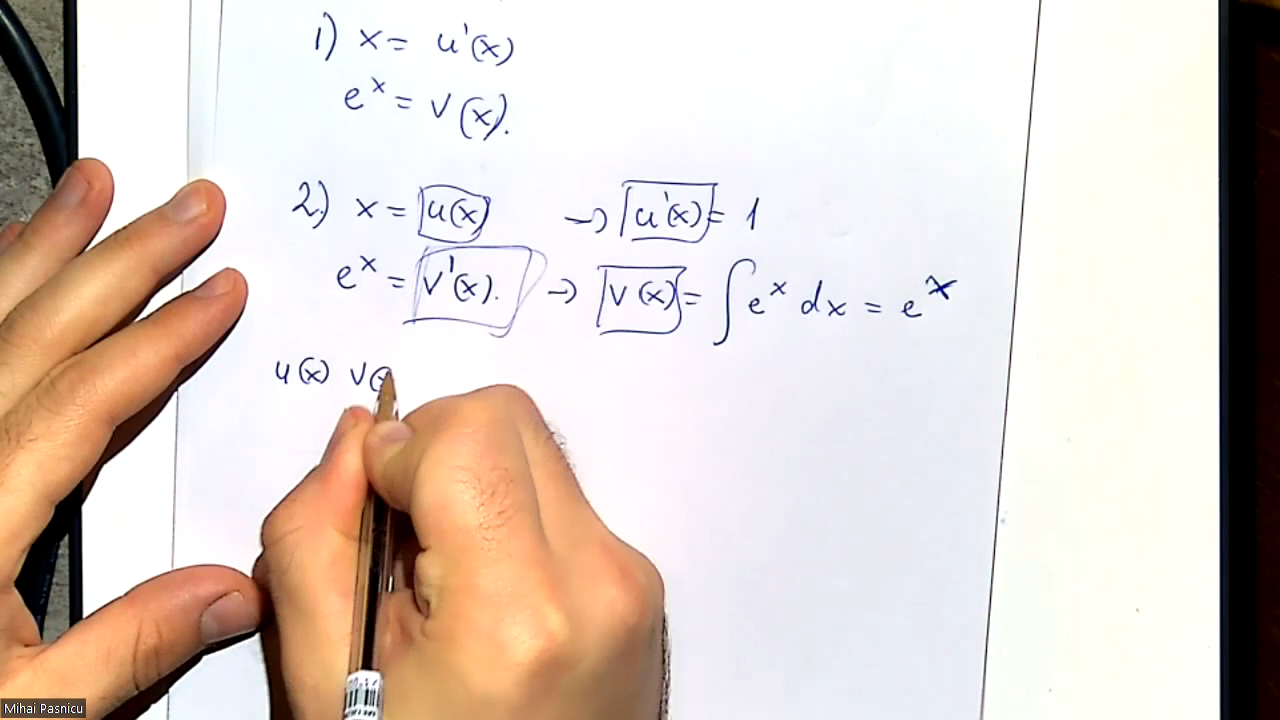 1) x = u'(x)
e^x = v(x).
2.) x = u(x) → u'(x) = 1
e^x = v'(x). → v(x) = ∫ e^x dx = e^x
u(x) v(x
Mihai Pasnicu